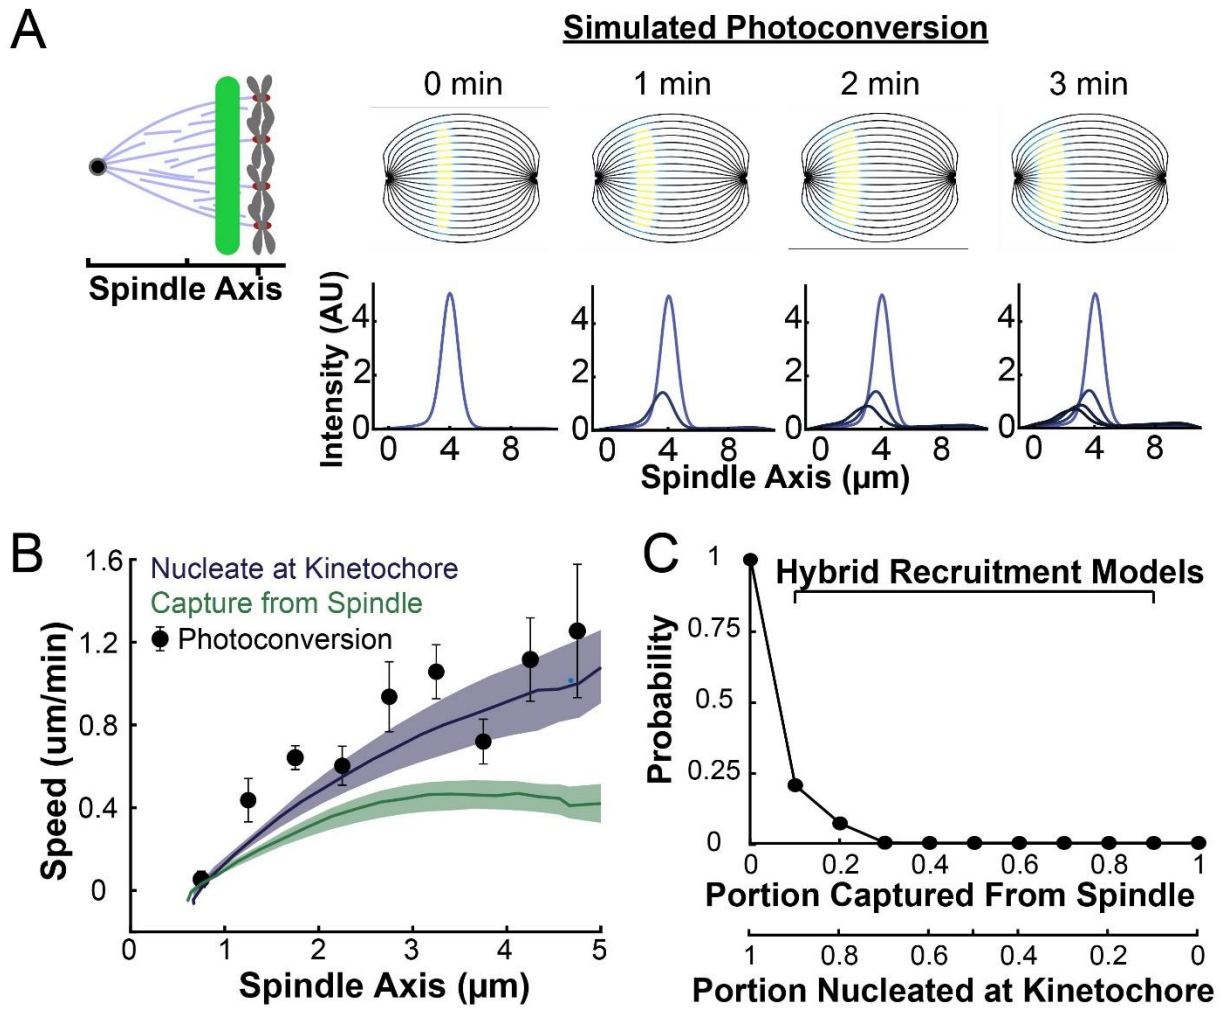 A
Simulated Photoconversion
0 min
1 min
2 min
3 min
Spindle Axis
Intensity (AU)
4
2
0
0 4 8
4
2
0
0 4 8
4
2
0
0 4 8
4
2
0
0 4 8
Spindle Axis (µm)
B
Nucleate at Kinetochore
Capture from Spindle
Photoconversion
Speed (um/min)
1.6
1.2
0.8
0.4
0
0 1 2 3 4 5
Spindle Axis (µm)
C
Hybrid Recruitment Models
Probability
1
0.75
0.5
0.25
0
0 0.2 0.4 0.6 0.8 1
Portion Captured From Spindle
1 0.8 0.6 0.4 0.2 0
Portion Nucleated at Kinetochore